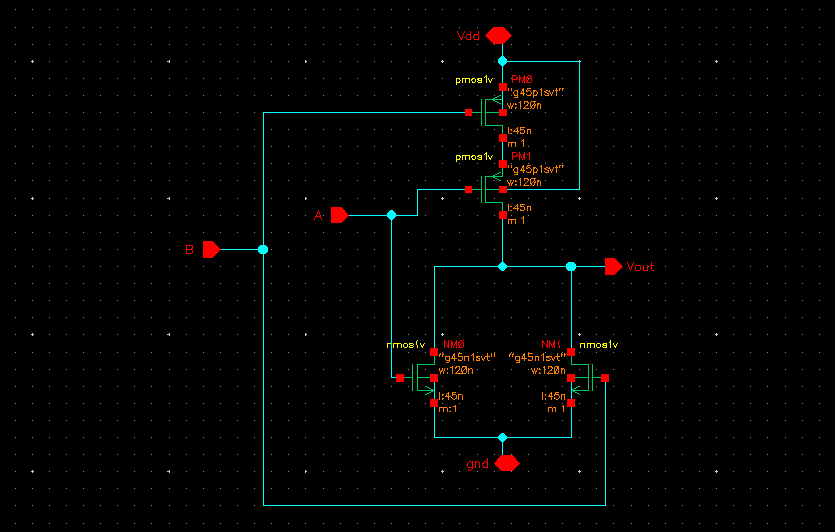 Vdd
pmos1v PM0
"g45p1svt"
w:120n
l:45n
m:1
pmos1v PM1
"g45p1svt"
w:120n
l:45n
m:1
A
B
Vout
nmos1v NM0 NM1 nmos1v
"g45n1svt" "g45n1svt"
w:120n w:120n
l:45n l:45n
m:1 m:1
gnd